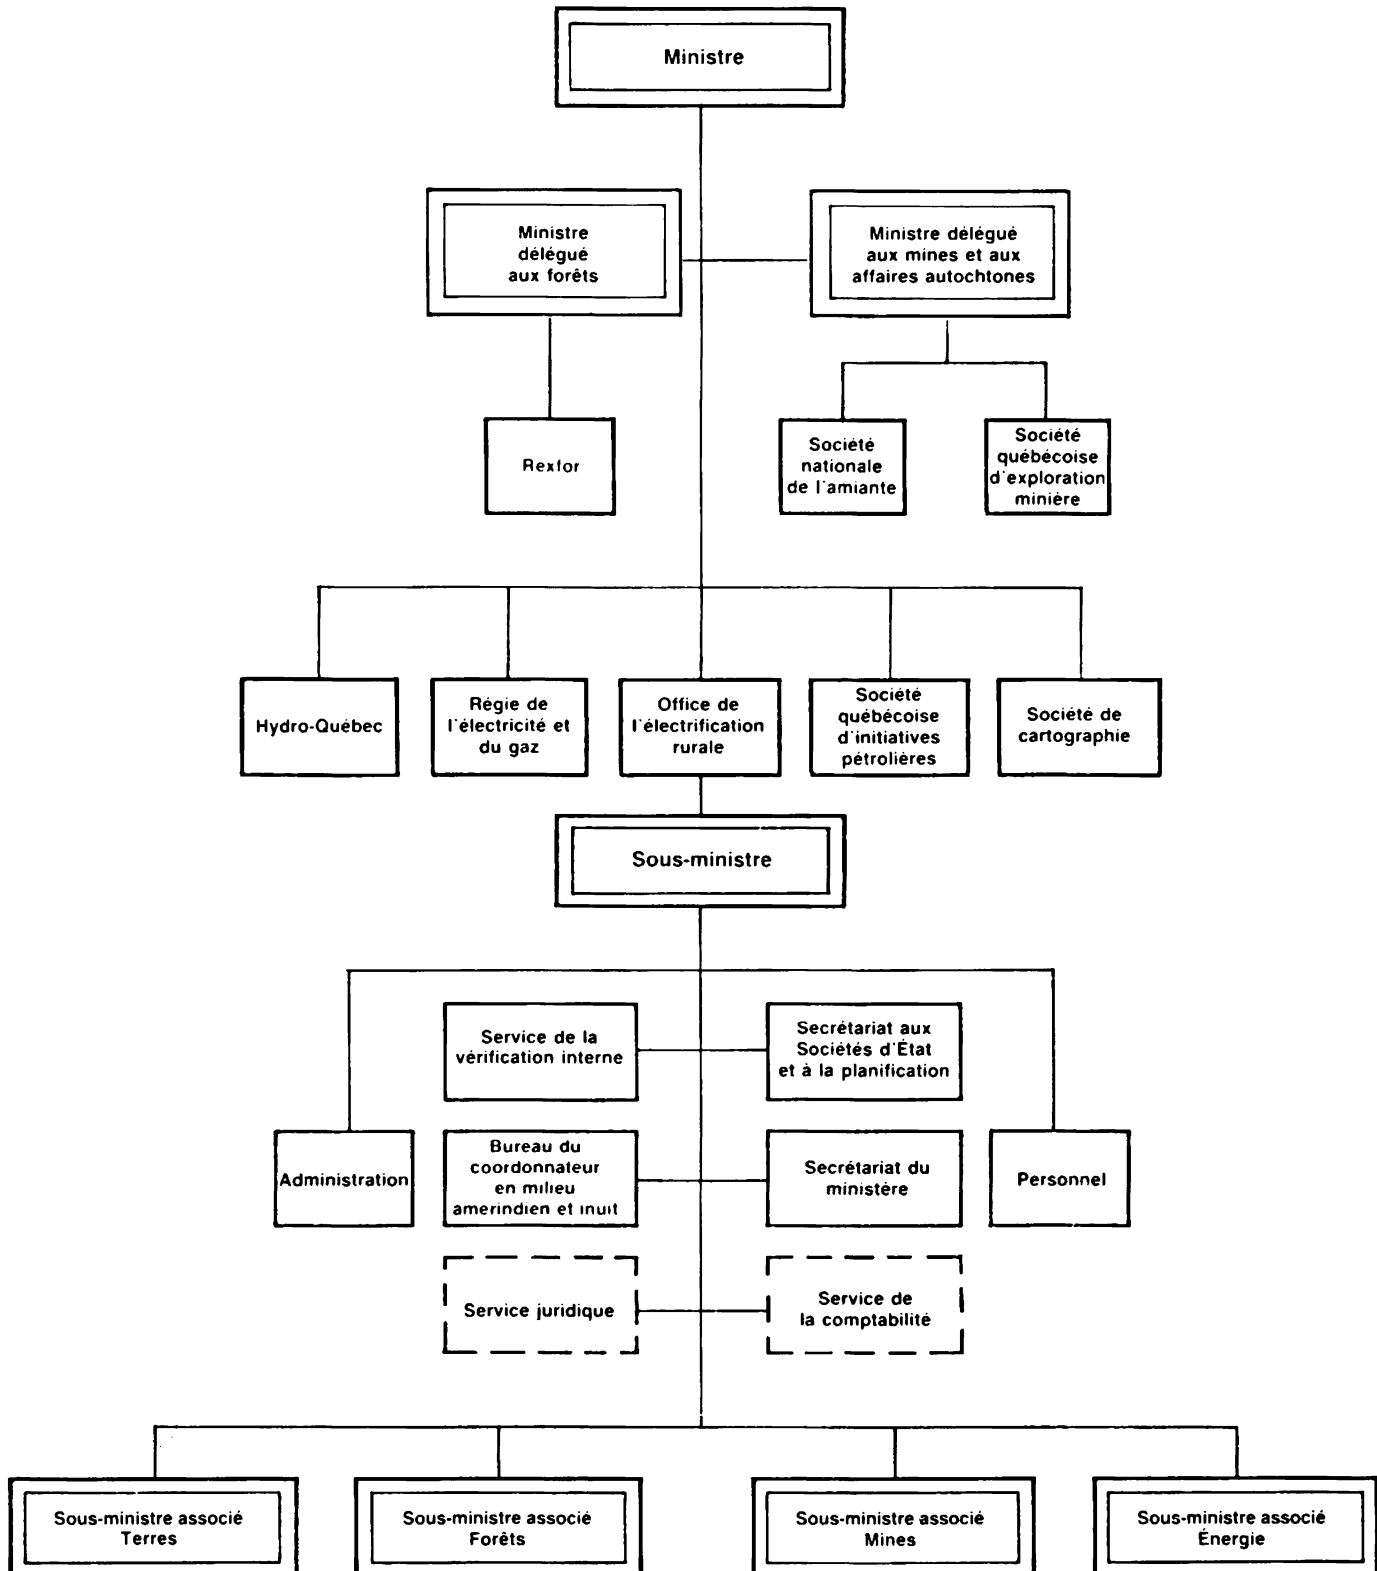 Ministre
Ministre
délégué
aux forêts
Ministre délégué
aux mines et aux
affaires autochtones
Rexfor
Société
nationale
de l'amiante
Société
québécoise
d'exploration
minière
Hydro-Québec
Régie de
l'électricité et
du gaz
Office de
l'électrification
rurale
Société
québécoise
d'initiatives
pétrolières
Société de
cartographie
Sous-ministre
Service de la
vérification interne
Secrétariat aux
Sociétés d'État
et à la planification
Administration
Bureau du
coordonnateur
en milieu
amerindien et inuit
Secrétariat du
ministère
Personnel
Service juridique
Service de
la comptabilité
Sous-ministre associé
Terres
Sous-ministre associé
Forêts
Sous-ministre associé
Mines
Sous-ministre associé
Énergie